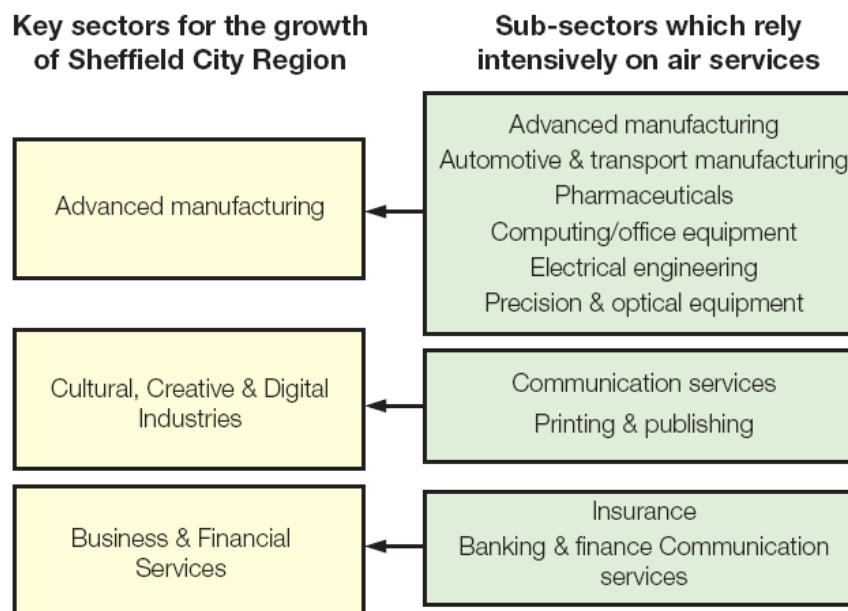 Key sectors for the growth
of Sheffield City Region
Sub-sectors which rely
intensively on air services
Advanced manufacturing
Advanced manufacturing
Automotive & transport manufacturing
Pharmaceuticals
Computing/office equipment
Electrical engineering
Precision & optical equipment
Cultural, Creative & Digital
Industries
Communication services
Printing & publishing
Business & Financial
Services
Insurance
Banking & finance Communication
services